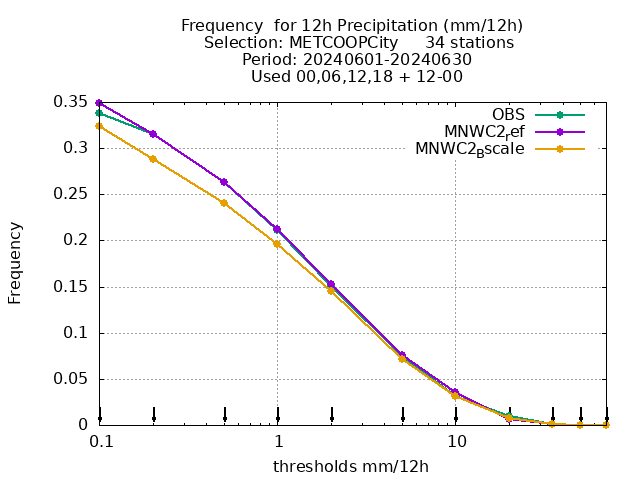 Frequency  for 12h Precipitation (mm/12h)
Selection: METCOOPCity     34 stations
Period: 20240601-20240630
Used 00,06,12,18 + 12-00
OBS
MNWC2ref
MNWC2Bscale
Frequency
0.35
0.3
0.25
0.2
0.15
0.1
0.05
0
0.1 1 10
thresholds mm/12h